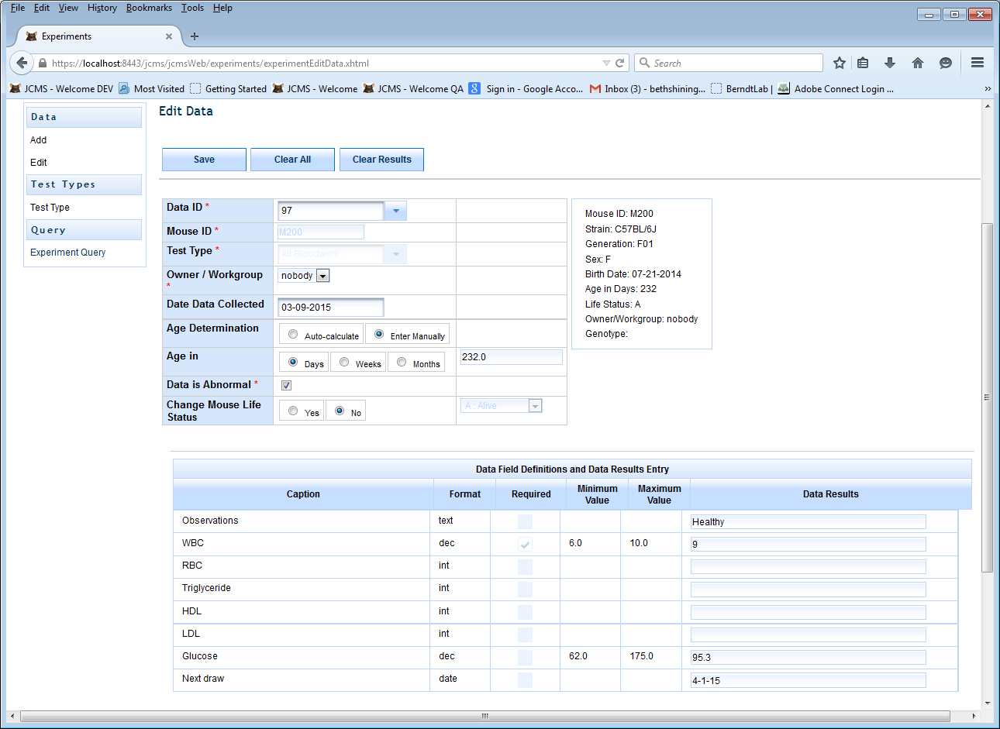 File Edit View History Bookmarks Tools Help
Experiments
https://localhost:8443/jcms/jcmsWeb/experiments/experimentEditData.xhtml
Search
JCMS - Welcome DEV Most Visited Getting Started JCMS - Welcome JCMS - Welcome QA 8 Sign in - Google Acco... Inbox (3) - bethshining... BerndtLab | Adobe Connect Login ... »
Data
Add
Edit
Test Types
Test Type
Query
Experiment Query
Edit Data
Save Clear All Clear Results
Data ID * 97
Mouse ID * M200
Test Type * All Bloodwork
Owner / Workgroup * nobody
Date Data Collected 03-09-2015
Age Determination Auto-calculate Enter Manually
Age in Days Weeks Months 232.0
Data is Abnormal *
Change Mouse Life Yes No A : Alive
Status
Mouse ID: M200
Strain: C57BL/6J
Generation: F01
Sex: F
Birth Date: 07-21-2014
Age in Days: 232
Life Status: A
Owner/Workgroup: nobody
Genotype:
Data Field Definitions and Data Results Entry
Caption Format Required Minimum Value Maximum Value Data Results
Observations text Healthy
WBC dec 6.0 10.0 9
RBC int
Triglyceride int
HDL int
LDL int
Glucose dec 62.0 175.0 95.3
Next draw date 4-1-15